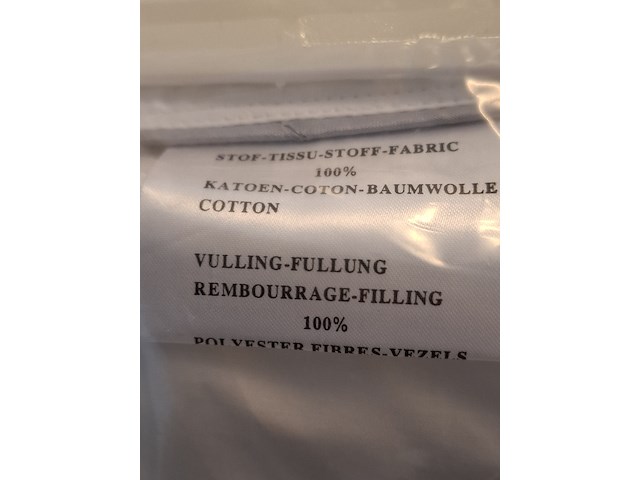 STOF-TISSU-STOFF-FABRIC
100%
KATOEN-COTON-BAUMWOLLE
COTTON
VULLING-FULLUNG
REMBOURRAGE-FILLING
100%
POLYESTER FIBRES-VEZELS